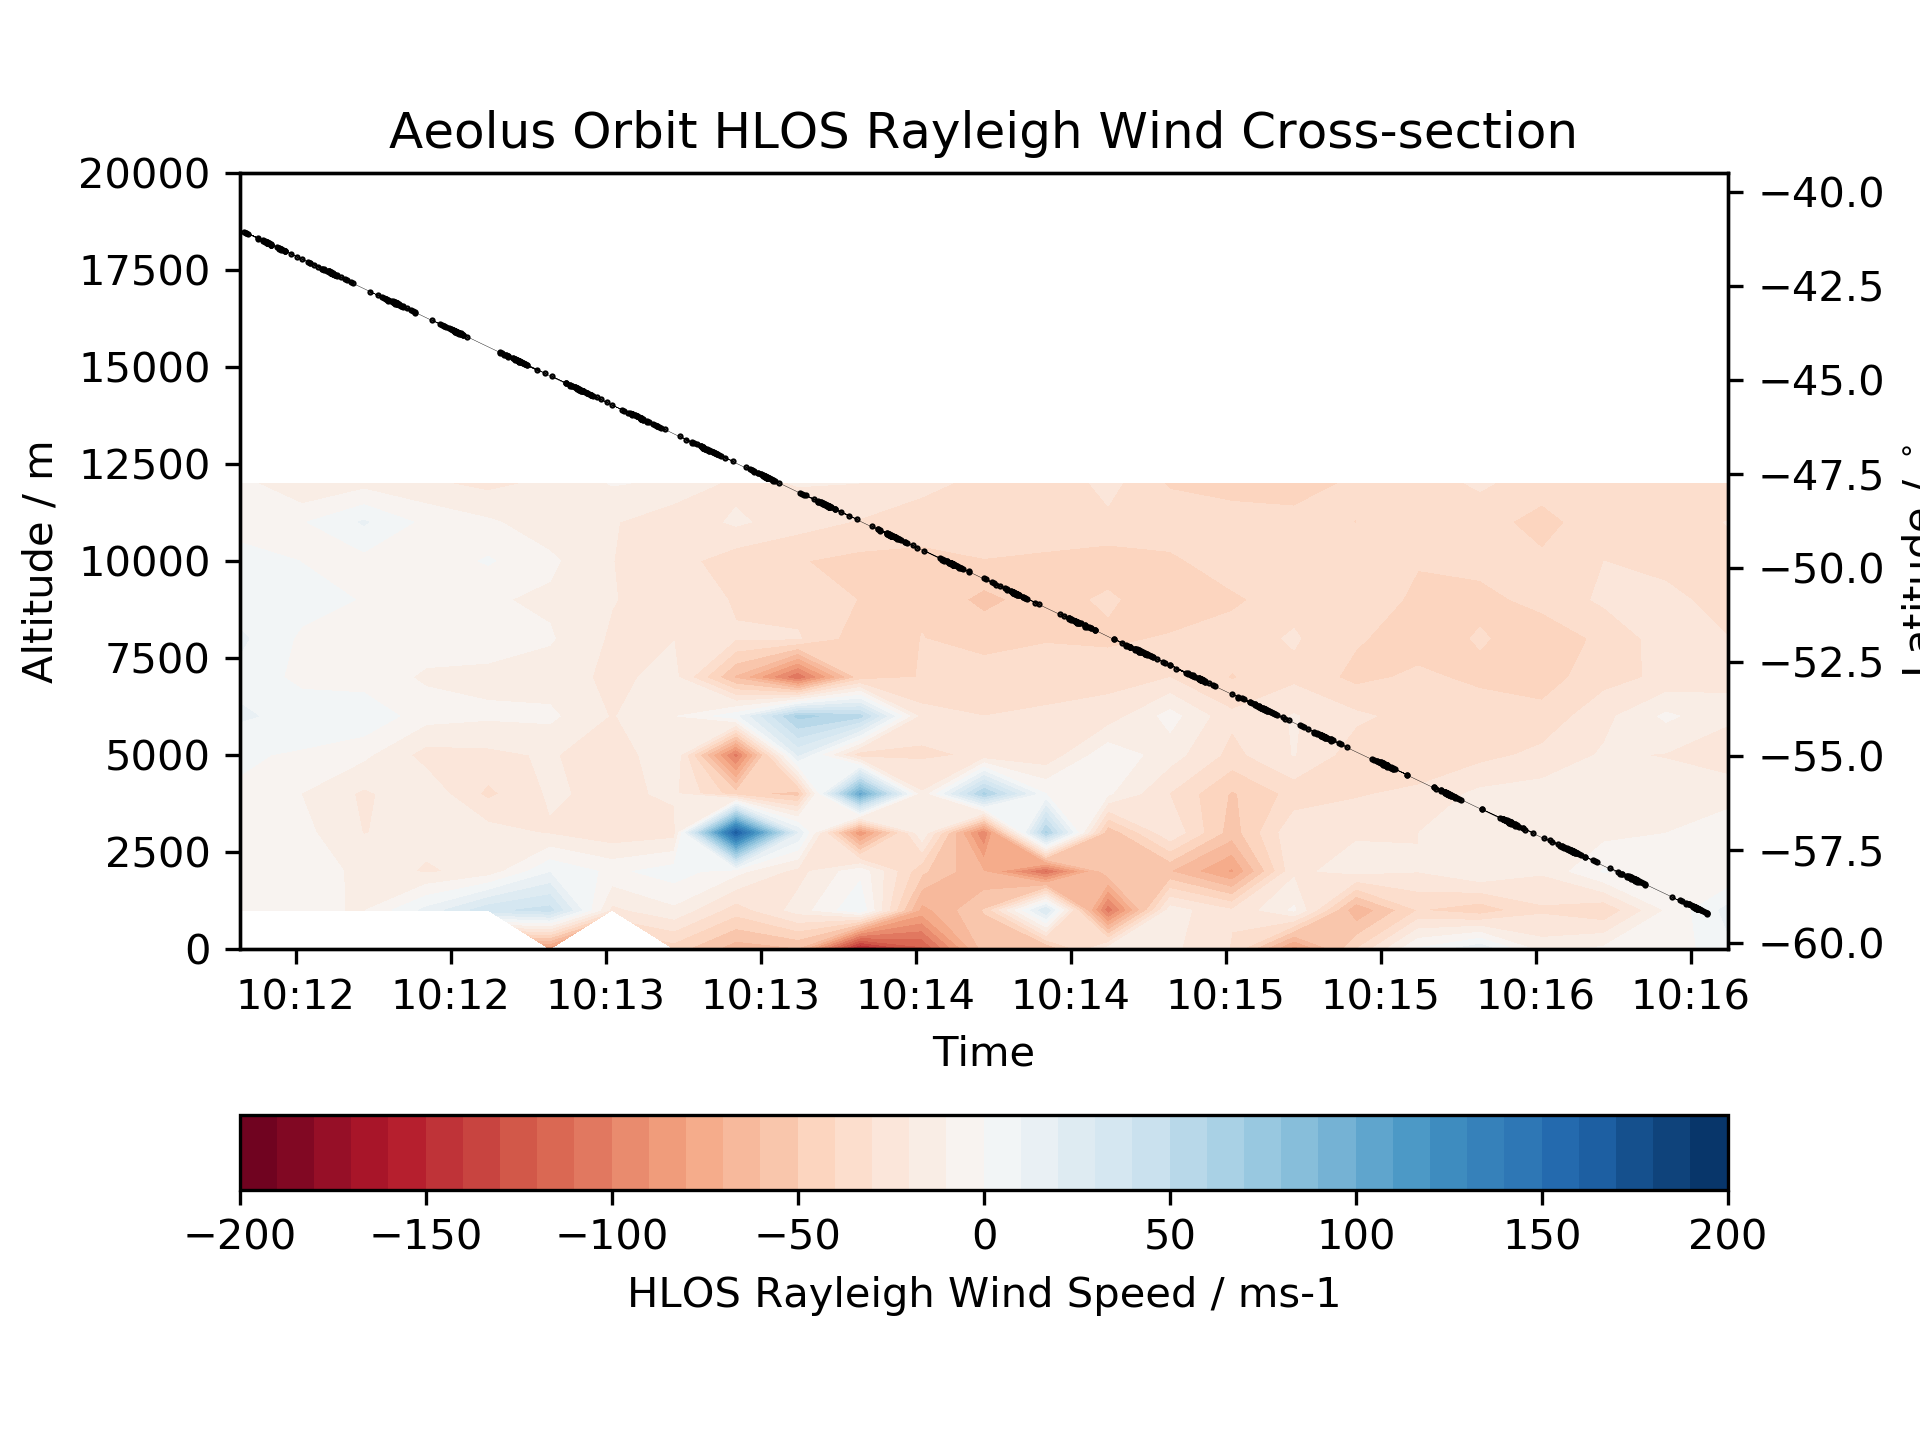 Aeolus Orbit HLOS Rayleigh Wind Cross-section
20000
17500
15000
12500
10000
7500
5000
2500
0
Altitude / m
−40.0
−42.5
−45.0
−47.5
−50.0
−52.5
−55.0
−57.5
−60.0
Latitude / °
10:12 10:12 10:13 10:13 10:14 10:14 10:15 10:15 10:16 10:16
Time
−200 −150 −100 −50 0 50 100 150 200
HLOS Rayleigh Wind Speed / ms-1